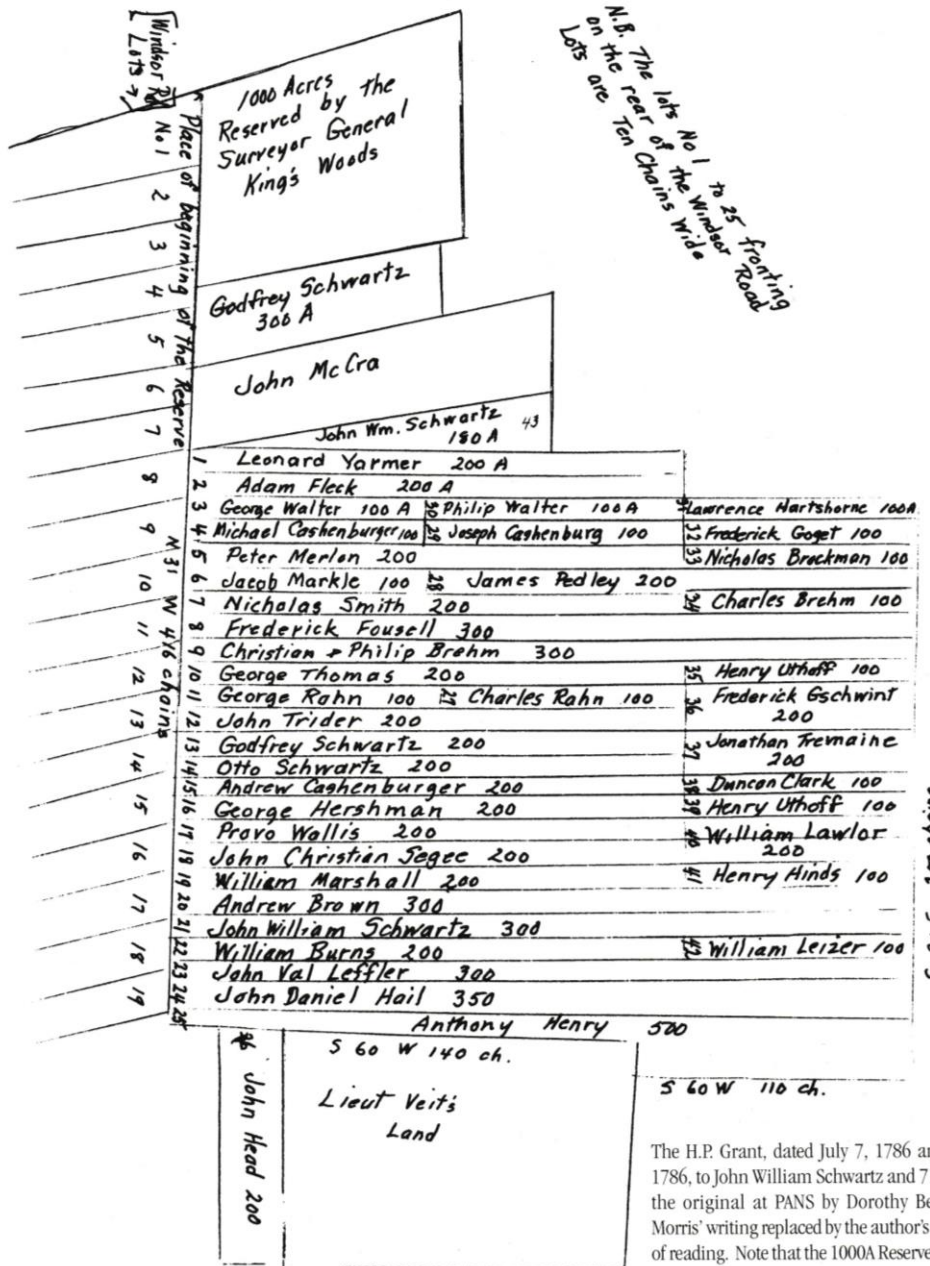 [Windsor Rd
Lots →]
N.B. The lots No 1 to 25 fronting
on the rear of the Windsor Road
Lots are Ten Chains Wide
1000 Acres
Reserved by the
Surveyor General
King's Woods
Place of beginning of the Reserve
No 1
2
3
4
5
6
7
8
9
10
11
12
13
14
15
16
17
18
19
Godfrey Schwartz
300 A
John McCra
John Wm. Schwartz 43
180 A
N 31 W 416 chains
1 Leonard Yarmer 200 A
2 Adam Fleck 200 A
3 George Walter 100 A 30 Philip Walter 100 A 31 Lawrence Hartshorne 100A
4 Michael Cashenburger 100 29 Joseph Cashenburg 100 32 Frederick Goget 100
5 Peter Merlon 200 33 Nicholas Brockman 100
6 Jacob Markle 100 28 James Pedley 200
7 Nicholas Smith 200 34 Charles Brehm 100
8 Frederick Fousell 300
9 Christian + Philip Brehm 300
10 George Thomas 200 35 Henry Uthoff 100
11 George Rahn 100 27 Charles Rahn 100 36 Frederick Gschwint
200
12 John Trider 200
13 Godfrey Schwartz 200 37 Jonathan Tremaine
200
14 Otto Schwartz 200
15 Andrew Cashenburger 200 38 Duncan Clark 100
16 George Hershman 200 39 Henry Uthoff 100
17 Provo Wallis 200 40 William Lawlor
200
18 John Christian Segee 200
19 William Marshall 200 41 Henry Hinds 100
20 Andrew Brown 300
21 John William Schwartz 300
22 William Burns 200 42 William Leizer 100
23 John Val Leffler 300
24 John Daniel Hail 350
25 Anthony Henry 500
26 John Head 200
S 60 W 140 ch.
Lieut Veit's
Land
S 60 W 110 ch.
The H.P. Grant, dated July 7, 1786 an
1786, to John William Schwartz and 7
the original at PANS by Dorothy Be
Morris' writing replaced by the author's
of reading. Note that the 1000A Reserve